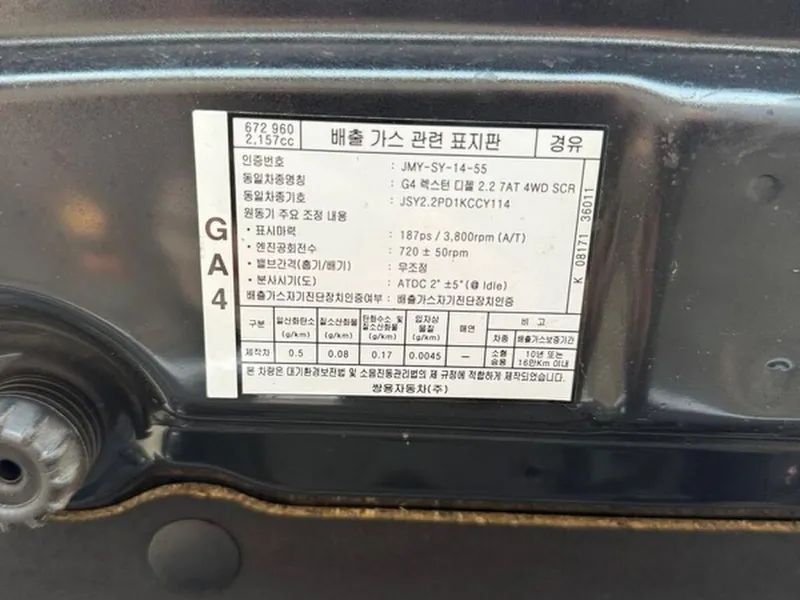 GA4
672 960
2,157cc
배출 가스 관련 표지판
경유
인증번호 : JMY-SY-14-55
동일차종명칭 : G4 렉스턴 디젤 2.2 7AT 4WD SCR
동일차종기호 : JSY2.2PD1KCCY114
원동기 주요 조정 내용
• 표시마력 : 187ps / 3,800rpm (A/T)
• 엔진공회전수 : 720 ± 50rpm
• 밸브간격(흡기/배기) : 무조정
• 분사시기(도) : ATDC 2° ±5°(@ Idle)
배출가스자기진단장치인증여부 : 배출가스자기진단장치인증
K 08171 36011
구분 일산화탄소 (g/km) 질소산화물 (g/km) 탄화수소 및 질소산화물 (g/km) 입자상 물질 (g/km) 매연 비 고
차종 배출가스보증기간
제작차 0.5 0.08 0.17 0.0045 – 소형 승용 10년 또는 16만Km 이내
본 차량은 대기환경보전법 및 소음진동관리법의 제 규정에 적합하게 제작되었습니다.
쌍용자동차(주)